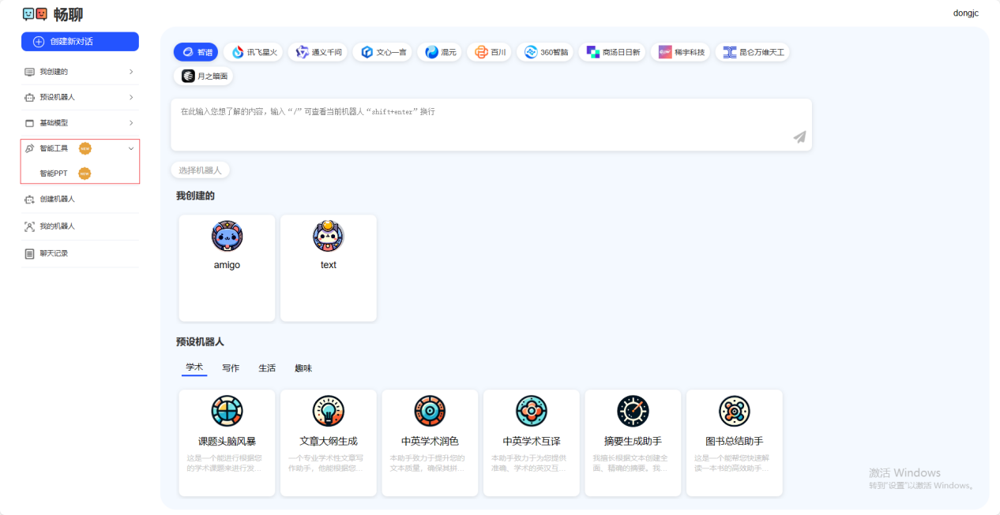 畅聊
dongjc
创建新对话
我创建的
预设机器人
基础模型
智能工具 NEW
智能PPT NEW
创建机器人
我的机器人
聊天记录
智谱 讯飞星火 通义千问 文心一言 混元 百川 360智脑 商汤日日新 稀宇科技 昆仑万维天工
月之暗面
在此输入您想了解的内容，输入“/”可查看当前机器人“shift+enter”换行
选择机器人
我创建的
amigo text
预设机器人
学术 写作 生活 趣味
课题头脑风暴
这是一个能进行根据您
的学术课题来进行发...
文章大纲生成
一个专业学术性文章写
作助手，他能根据您...
中英学术润色
本助手致力于提升您的
文本质量，确保其拼...
中英学术互译
本助手致力于为您提供
准确、学术的英汉互...
摘要生成助手
我擅长根据文本创建全
面、精确的摘要。我...
图书总结助手
这是一个能帮您快速解
读一本书的高效助手...
激活 Windows
转到“设置”以激活 Windows。